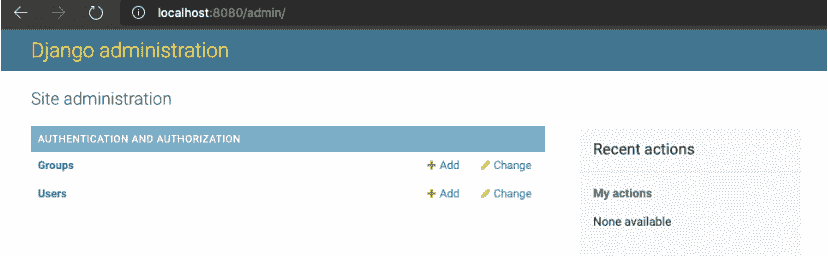 localhost:8080/admin/
Django administration
Site administration
AUTHENTICATION AND AUTHORIZATION
Groups Add Change
Users Add Change
Recent actions
My actions
None available